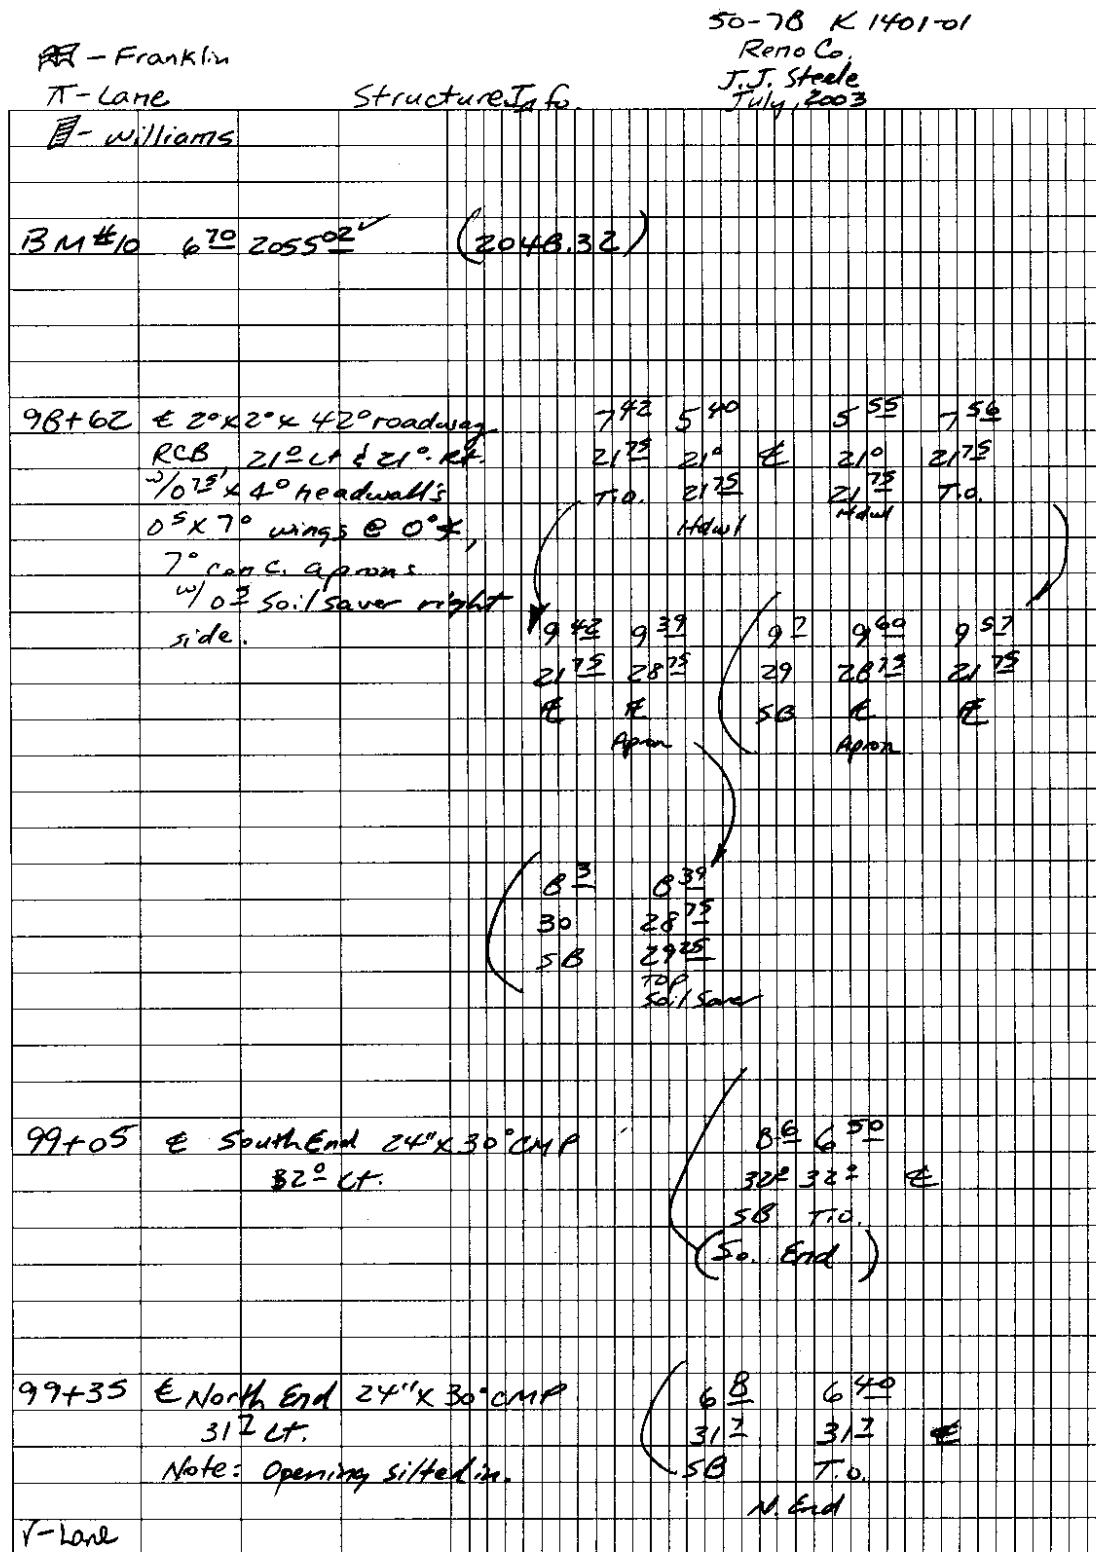 50-78 K 1401-01
Reno Co.
J.J. Steele
July, 2003
- Franklin
π-Lane Structure Info.
- Williams
BM#10 6 70 2055 02 ✓ (2048.32)
98+62 ℄ 2° x 2° x 42° roadway 7 42 5 40 5 55 7 56
RCB, 21° Lt & 21° Rt. 21 75 21° ℄ 21° 21 75
w/ 0 75 x 4° headwalls T.O. 21 75 21 75 T.O.
0 5 x 7° wings @ 0° ∡, Hdwl Hdwl
7° conc. aprons
w/ 0 5 Soil saver right
side. 9 42 9 39 9 7 9 60 9 57
21 75 28 75 29 28 75 21 75
℄ ℄ SB ℄ ℄
Apron Apron
8 3 8 39
30 28 75
SB 29 25
TOP
Soil Saver
99+05 ℄ South End 24" x 30° CMP 8 6 6 50
32° Lt. 32° 32° ℄
SB T.O.
(So. End)
99+35 ℄ North End 24" x 30° CMP 6 8 6 40
31 7 Lt. 31 7 31 7 ℄
Note: Opening silted in. SB T.O.
N. End
√-Lane